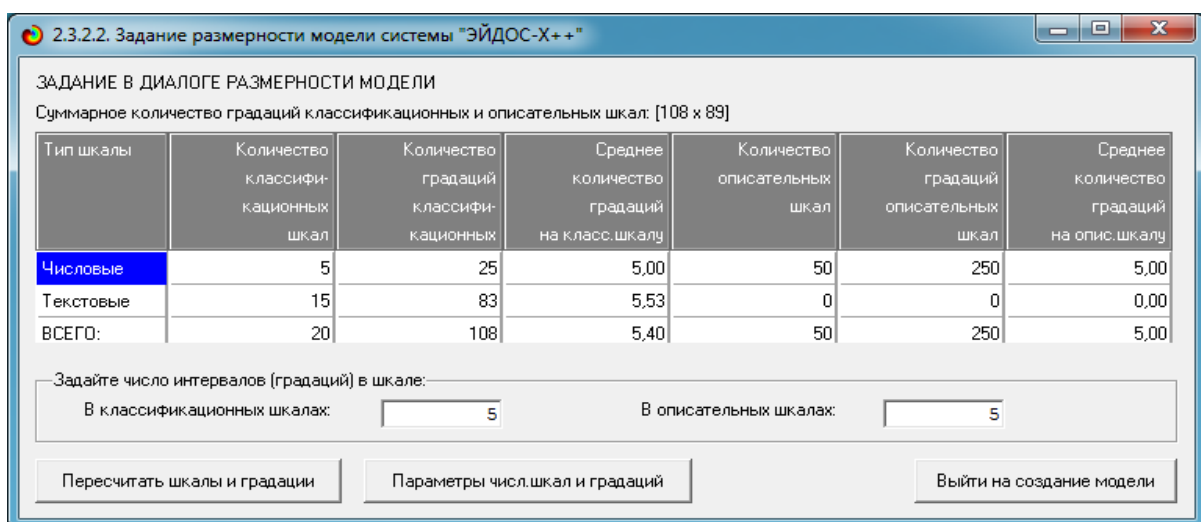 2.3.2.2. Задание размерности модели системы "ЭЙДОС-X++"
ЗАДАНИЕ В ДИАЛОГЕ РАЗМЕРНОСТИ МОДЕЛИ
Суммарное количество градаций классификационных и описательных шкал: [108 x 89]
Тип шкалы Количество Количество Среднее Количество Количество Среднее
классифи- градаций количество описательных градаций количество
кационных классифи- градаций шкал описательных градаций
шкал кационных на класс.шкалу шкал на опис.шкалу
Числовые 5 25 5,00 50 250 5,00
Текстовые 15 83 5,53 0 0 0,00
ВСЕГО: 20 108 5,40 50 250 5,00
Задайте число интервалов (градаций) в шкале:
В классификационных шкалах: 5 В описательных шкалах: 5
Пересчитать шкалы и градации Параметры числ.шкал и градаций Выйти на создание модели